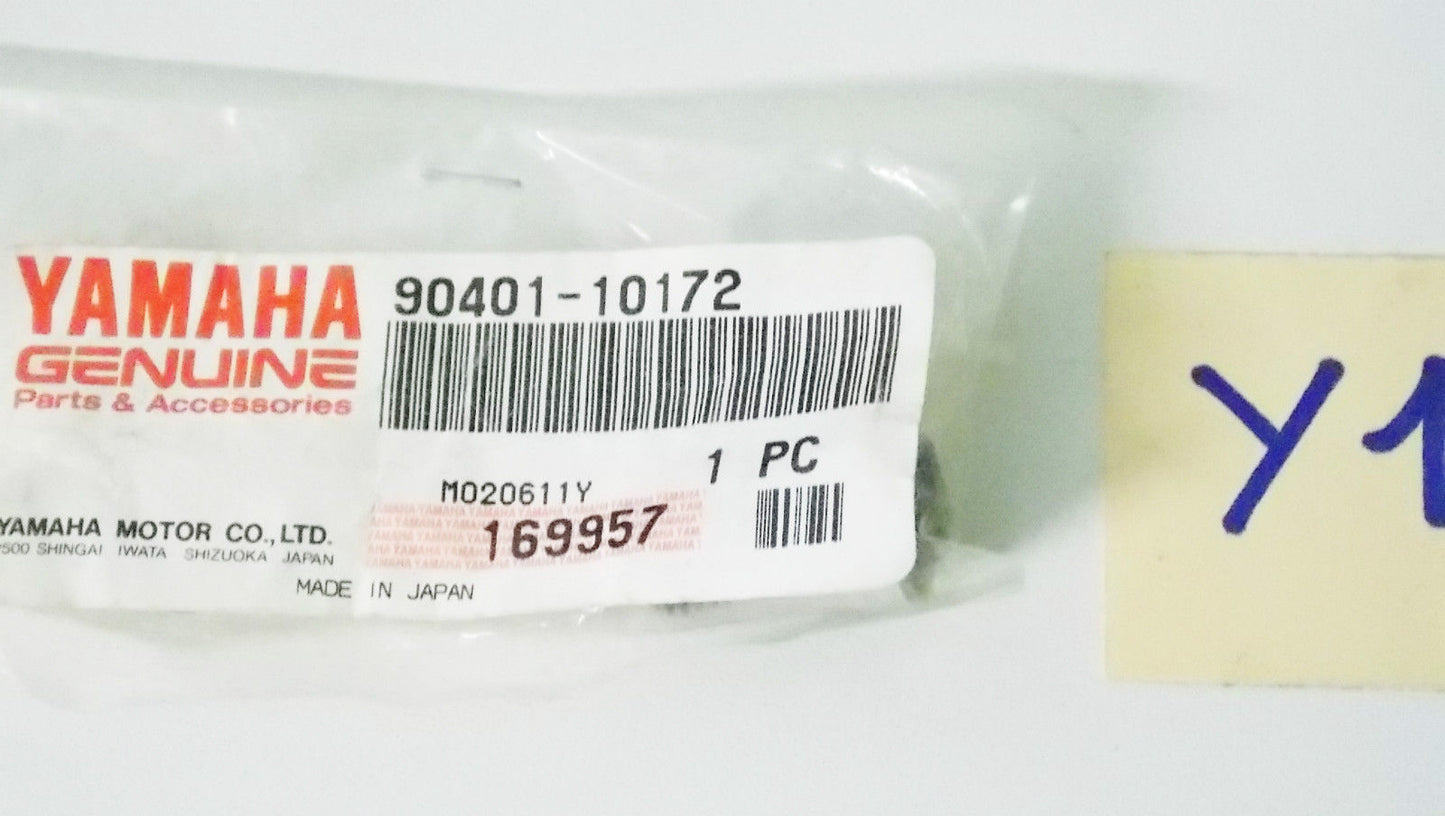 YAMAHA
GENUINE
Parts & Accessories
90401-10172
1 PC
M020611Y
169957
YAMAHA MOTOR CO., LTD.
2500 SHINGAI IWATA SHIZUOKA JAPAN
MADE IN JAPAN
Y1